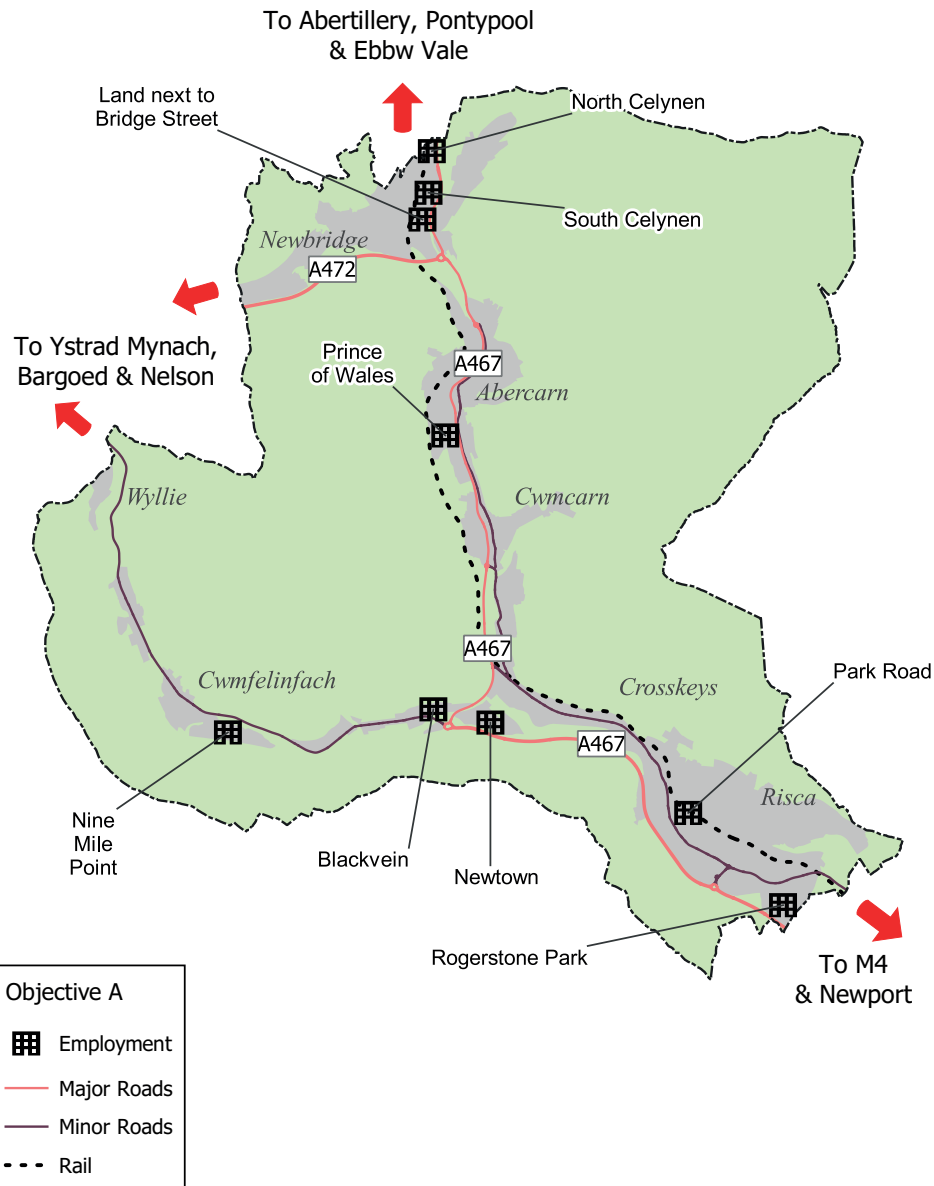 To Abertillery, Pontypool
& Ebbw Vale
Land next to
Bridge Street
North Celynen
South Celynen
Newbridge
A472
To Ystrad Mynach,
Bargoed & Nelson
Prince
of Wales
A467
Abercarn
Wyllie
Cwmcarn
A467
Cwmfelinfach
Crosskeys
Park Road
A467
Risca
Nine
Mile
Point
Blackvein
Newtown
Rogerstone Park
To M4
& Newport
Objective A
Employment
Major Roads
Minor Roads
Rail